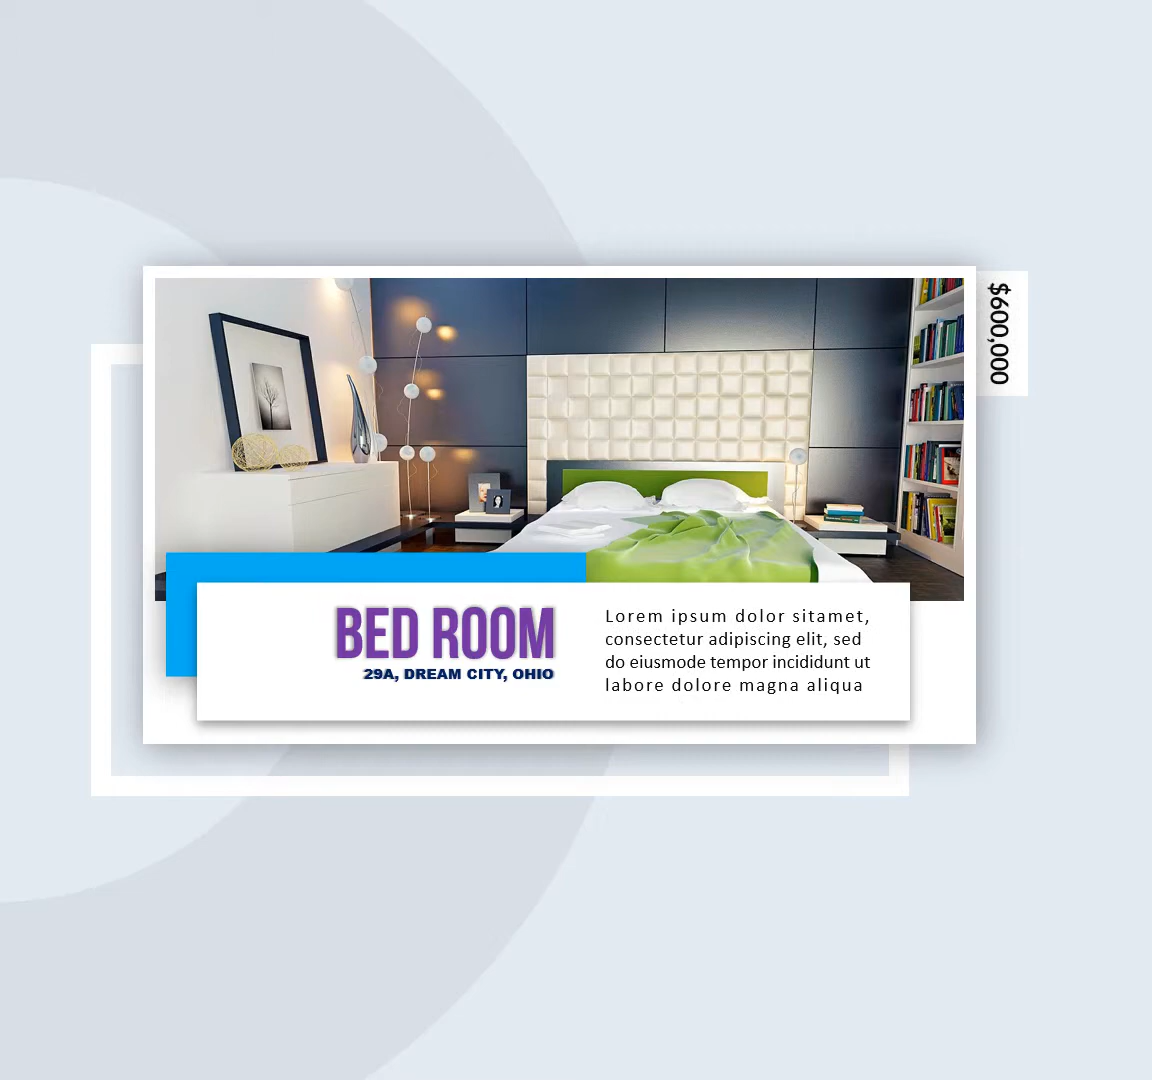 $600,000
BED ROOM
29A, DREAM CITY, OHIO
Lorem ipsum dolor sitamet,
consectetur adipiscing elit, sed
do eiusmode tempor incididunt ut
labore dolore magna aliqua